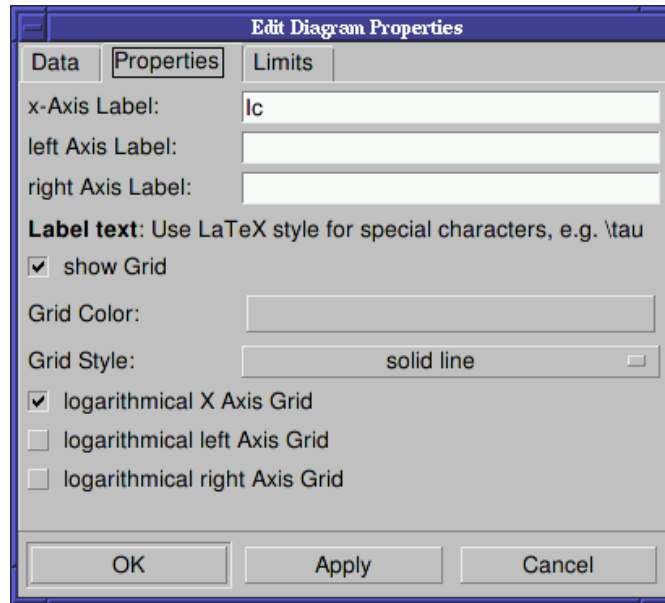 Edit Diagram Properties
Data Properties Limits
x-Axis Label: Ic
left Axis Label:
right Axis Label:
Label text: Use LaTeX style for special characters, e.g. \tau
show Grid
Grid Color:
Grid Style: solid line
logarithmical X Axis Grid
logarithmical left Axis Grid
logarithmical right Axis Grid
OK Apply Cancel